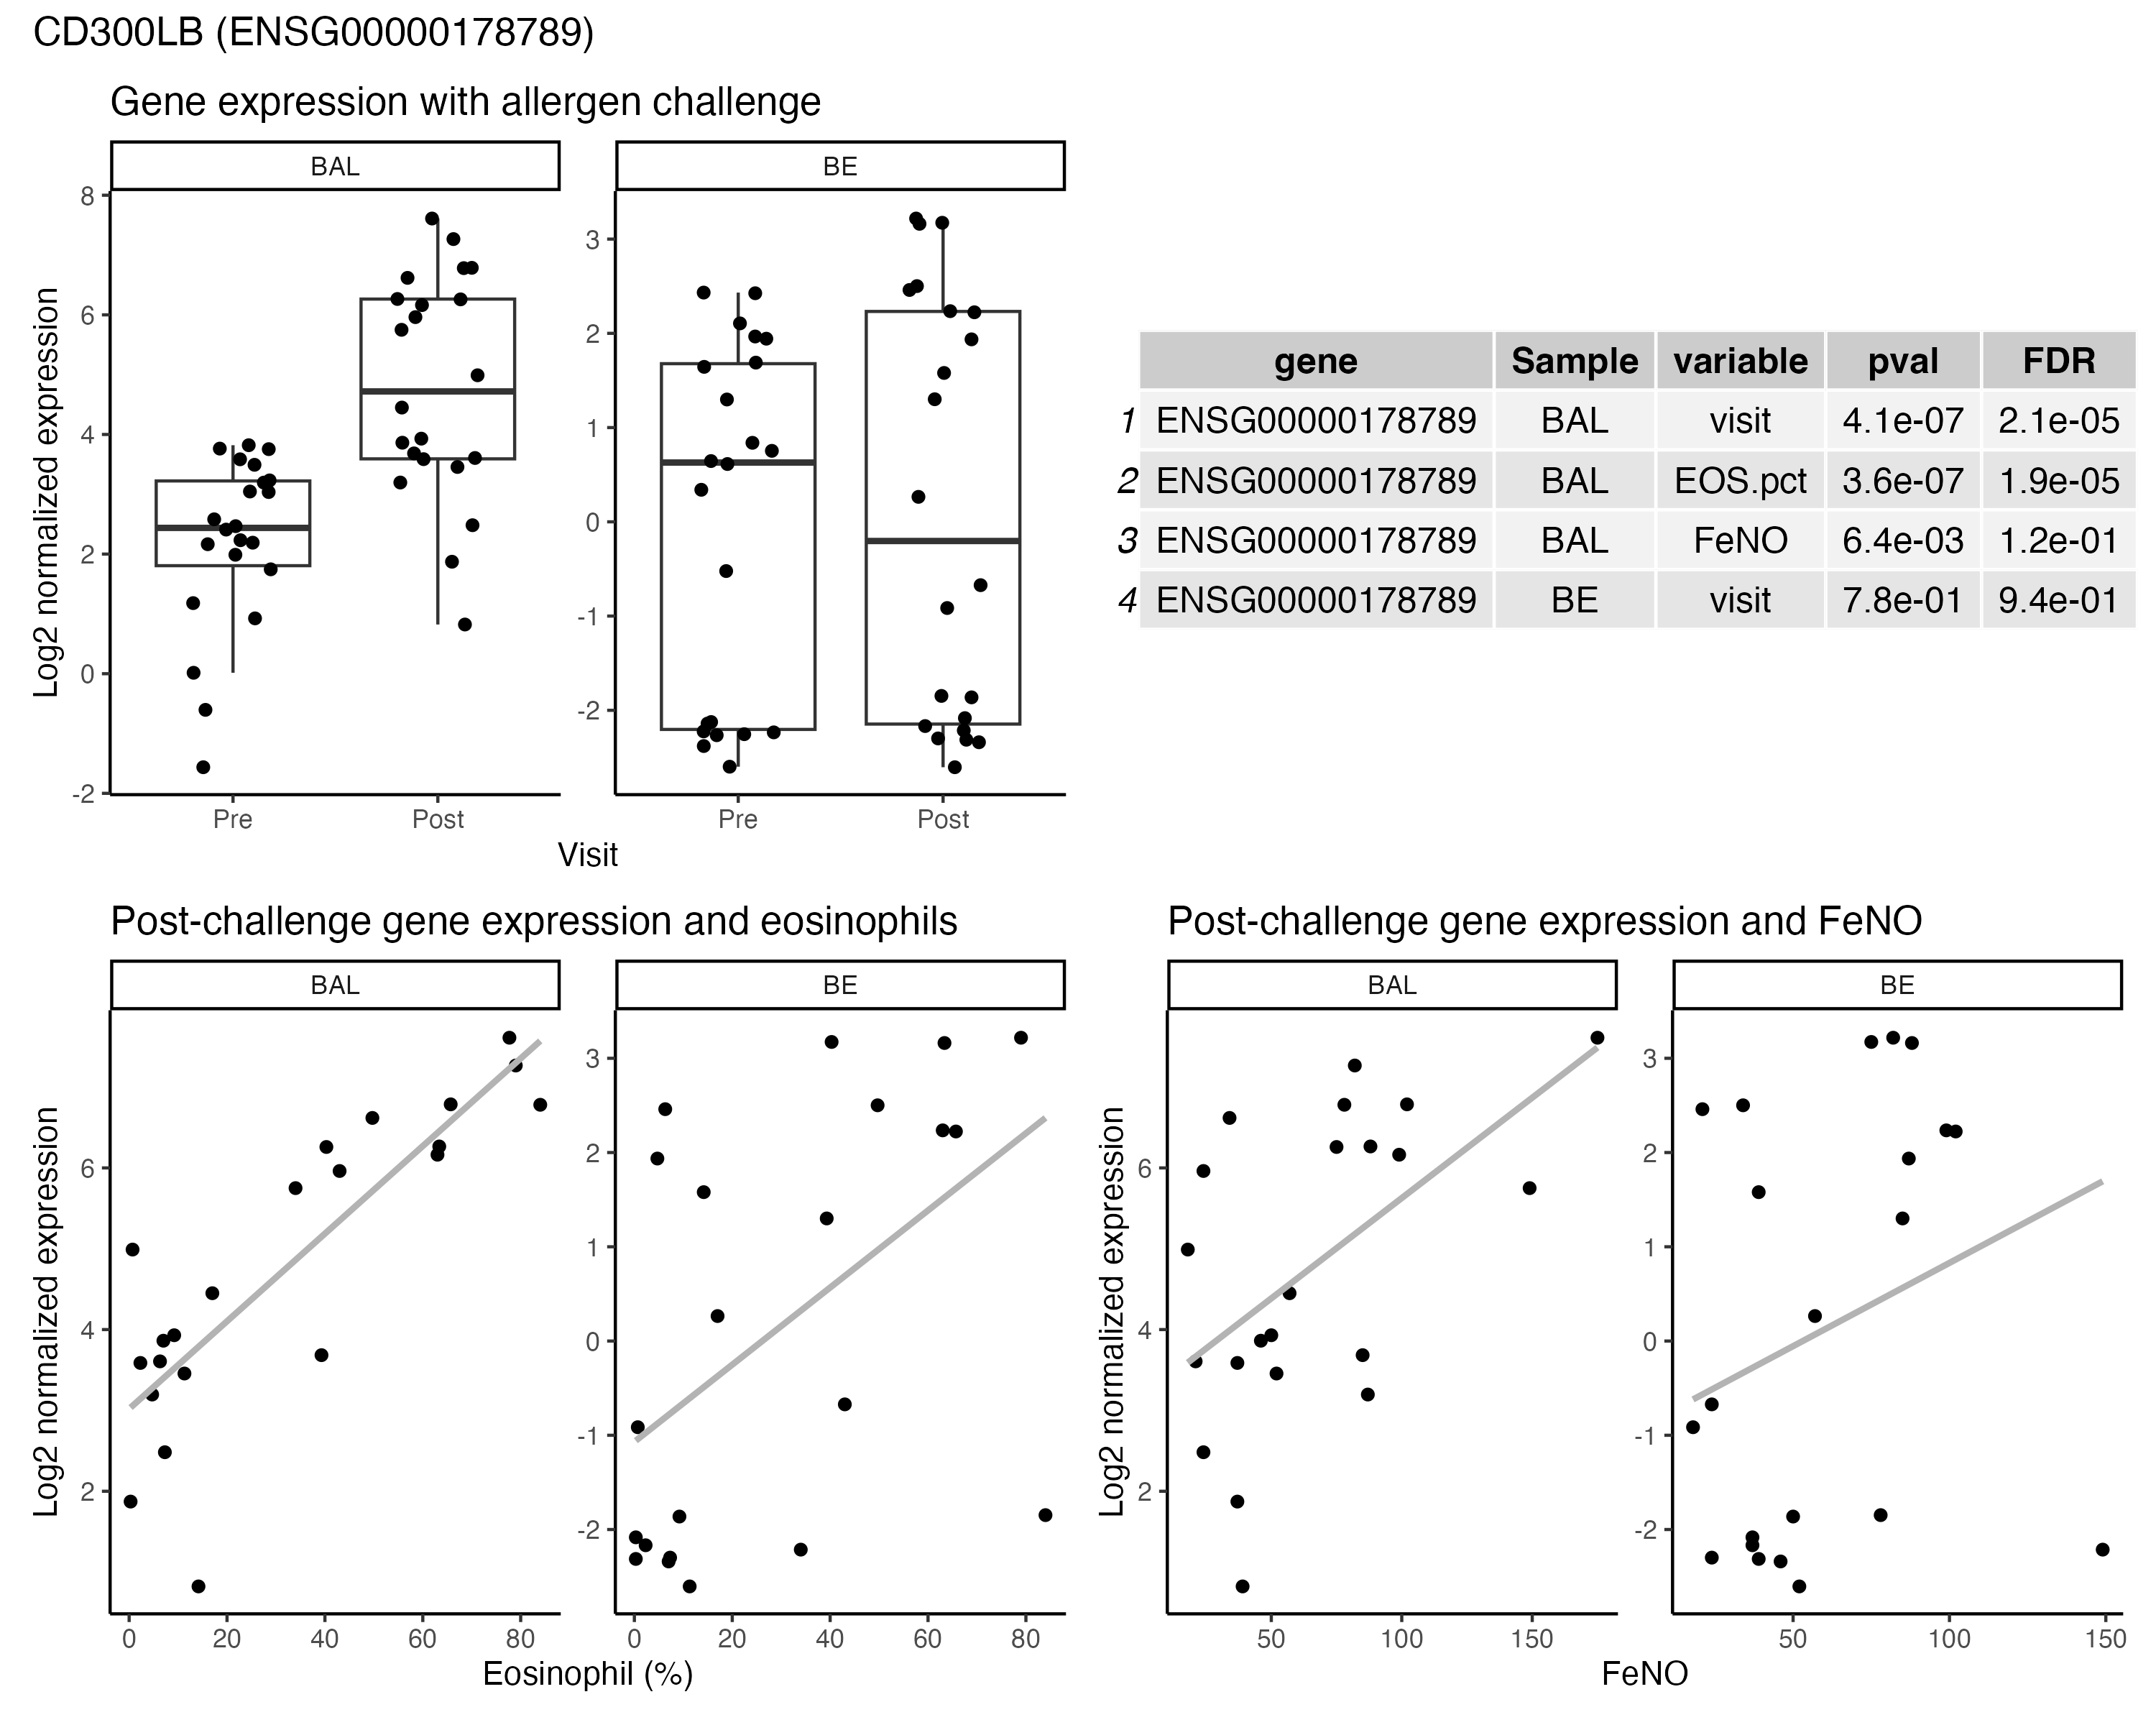 CD300LB (ENSG00000178789)
Gene expression with allergen challenge
BAL BE
Log2 normalized expression
8
6
4
2
0
-2
3
2
1
0
-1
-2
Pre Post Pre Post
Visit
gene Sample variable pval FDR
1 ENSG00000178789 BAL visit 4.1e-07 2.1e-05
2 ENSG00000178789 BAL EOS.pct 3.6e-07 1.9e-05
3 ENSG00000178789 BAL FeNO 6.4e-03 1.2e-01
4 ENSG00000178789 BE visit 7.8e-01 9.4e-01
Post-challenge gene expression and eosinophils
BAL BE
Log2 normalized expression
6
4
2
3
2
1
0
-1
-2
0 20 40 60 80 0 20 40 60 80
Eosinophil (%)
Post-challenge gene expression and FeNO
BAL BE
Log2 normalized expression
6
4
2
3
2
1
0
-1
-2
50 100 150 50 100 150
FeNO